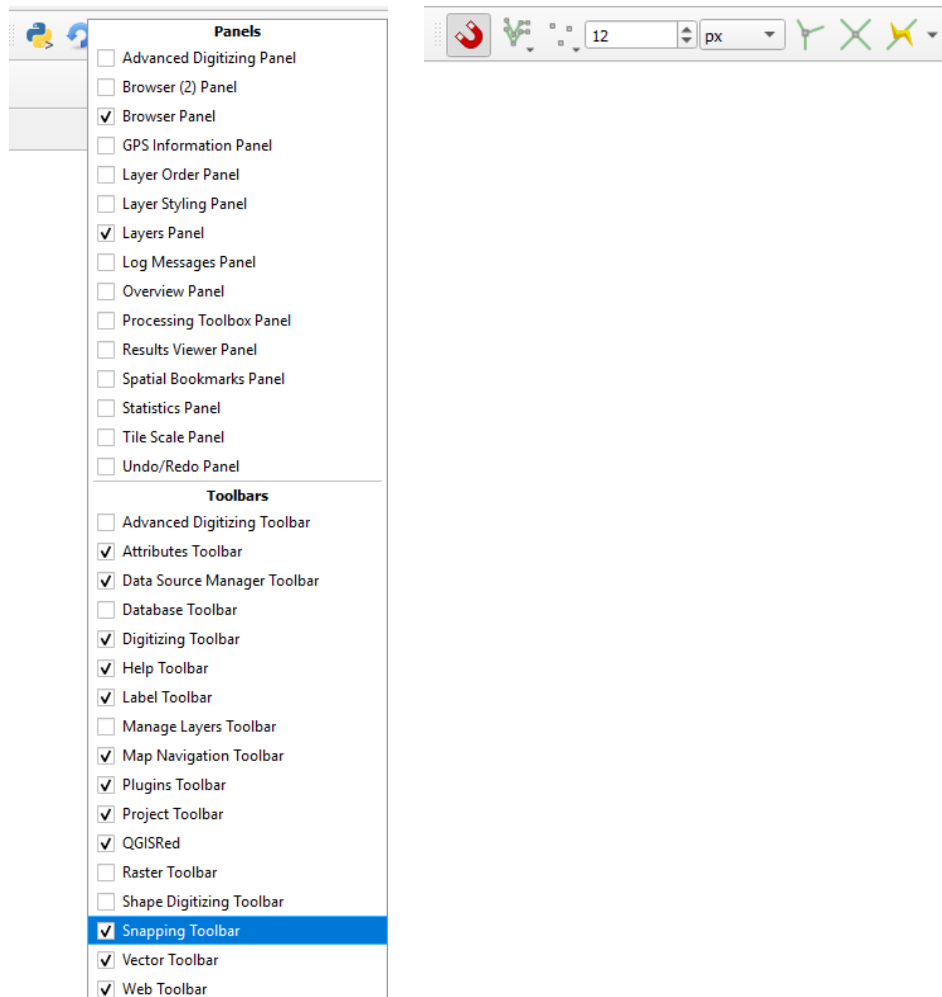 Panels
Advanced Digitizing Panel
Browser (2) Panel
Browser Panel
GPS Information Panel
Layer Order Panel
Layer Styling Panel
Layers Panel
Log Messages Panel
Overview Panel
Processing Toolbox Panel
Results Viewer Panel
Spatial Bookmarks Panel
Statistics Panel
Tile Scale Panel
Undo/Redo Panel
Toolbars
Advanced Digitizing Toolbar
Attributes Toolbar
Data Source Manager Toolbar
Database Toolbar
Digitizing Toolbar
Help Toolbar
Label Toolbar
Manage Layers Toolbar
Map Navigation Toolbar
Plugins Toolbar
Project Toolbar
QGISRed
Raster Toolbar
Shape Digitizing Toolbar
Snapping Toolbar
Vector Toolbar
Web Toolbar
12 px